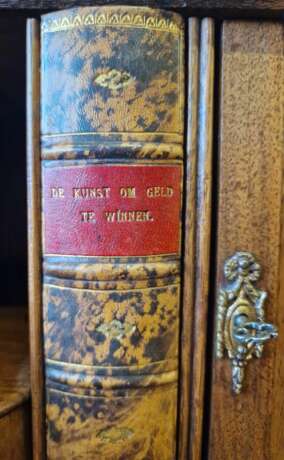 DE KUNST OM GELD
TE WINNEN.